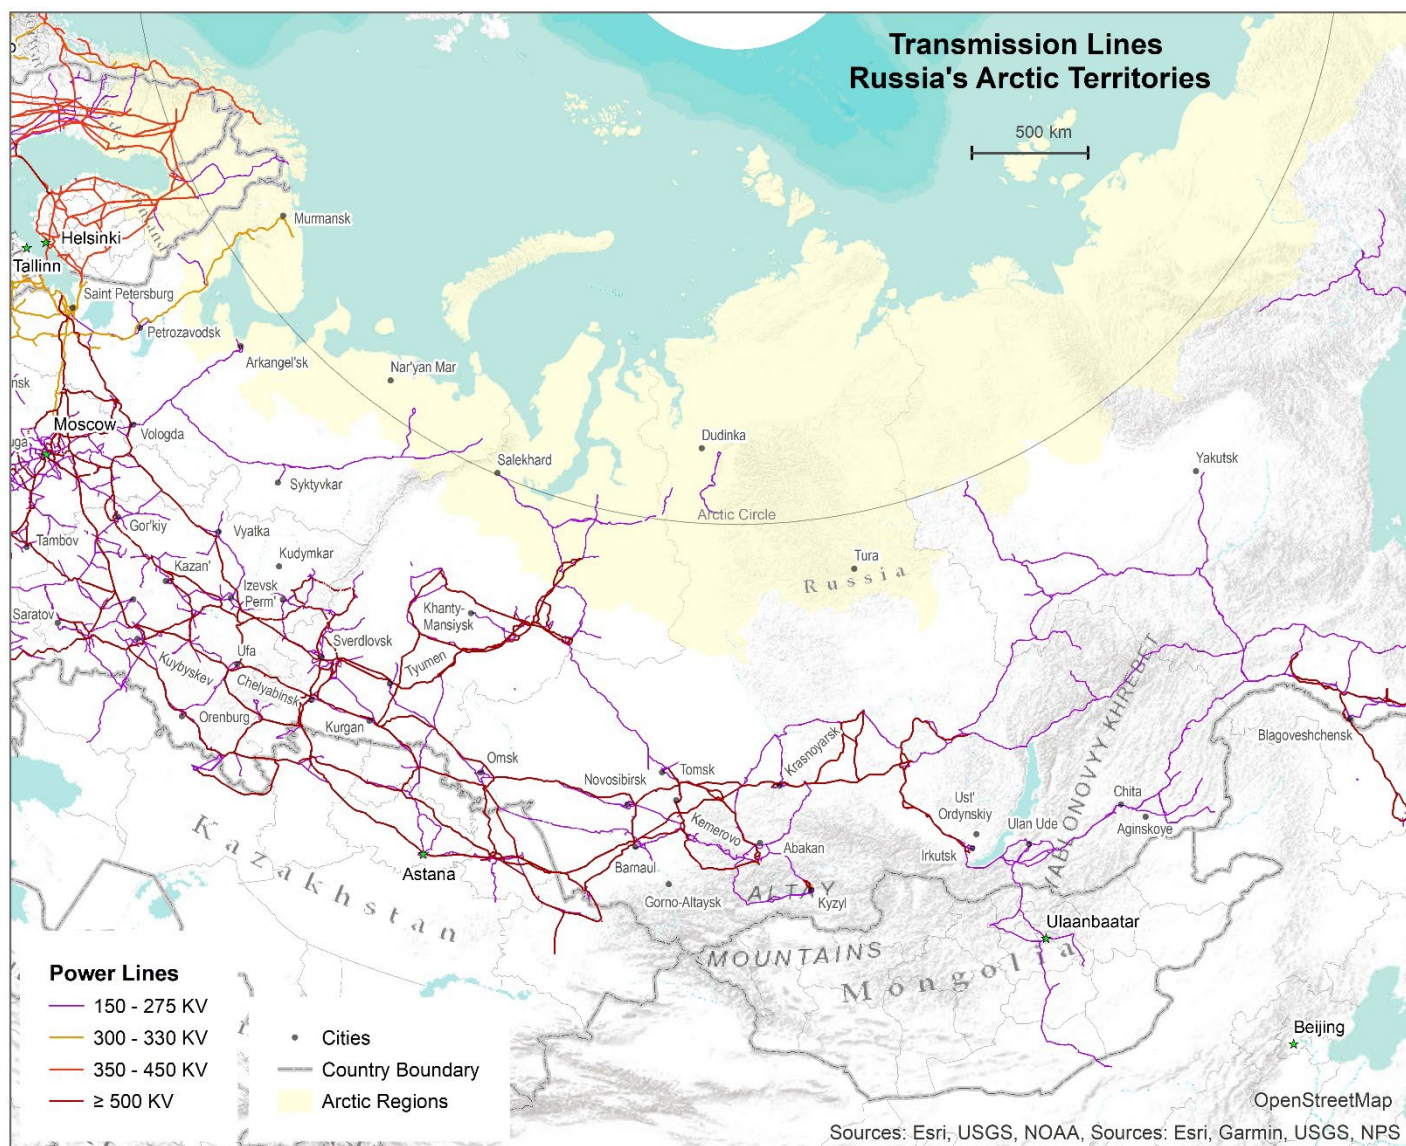 Transmission Lines
Russia's Arctic Territories
500 km
Murmansk
Helsinki
Tallinn
Saint Petersburg
Petrozavodsk
Arkangel'sk
Nar'yan Mar
nsk
Moscow
uga
Vologda
Dudinka
Salekhard
Yakutsk
Syktyvkar
Arctic Circle
Gor'kiy
Vyatka
Tambov
Kudymkar
Tura
Kazan'
Russia
Izevsk
Perm'
Saratov
Khanty-
Mansiysk
Sverdlovsk
Ufa
Tyumen
Kuybyskev
Chelyabinsk
YABLONOVYY KHREBET
Orenburg
Kurgan
Blagoveshchensk
Omsk
Krasnoyarsk
Tomsk
Novosibirsk
Kemerovo
Ust'
Ordynskiy
Chita
Ulan Ude
Aginskoye
Irkutsk
Abakan
Barnaul
Astana
Kazakhstan
Gorno-Altaysk
ALTAY
Kyzyl
Ulaanbaatar
MOUNTAINS
Mongolia
Beijing
Power Lines
150 - 275 KV
300 - 330 KV
350 - 450 KV
≥ 500 KV
Cities
Country Boundary
Arctic Regions
OpenStreetMap
Sources: Esri, USGS, NOAA, Sources: Esri, Garmin, USGS, NPS